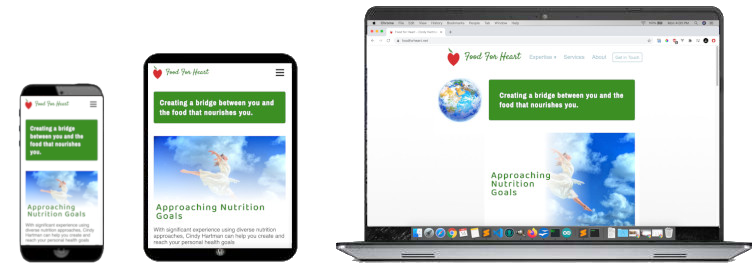 Food For Heart
Creating a bridge
between you and the
food that nourishes
you.
Approaching
Nutrition Goals
With significant experience using
diverse nutrition approaches, Cindy
Hartman can help you create and
reach your personal health goals
Food For Heart
Creating a bridge between you and
the food that nourishes you.
Approaching Nutrition
Goals
With significant experience using diverse nutrition
approaches, Cindy Hartman can help you create and
reach your personal health goals
Food For Heart
Expertise
Services
About
Get In Touch
Creating a bridge between you and the
food that nourishes you.
Approaching
Nutrition
Goals